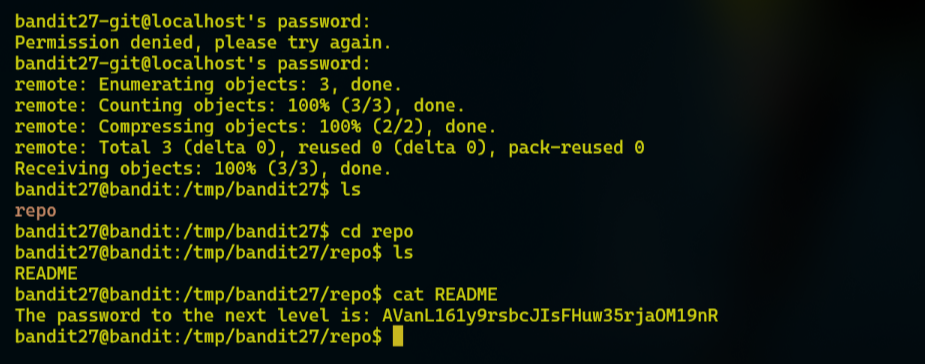 bandit27-git@localhost's password:
Permission denied, please try again.
bandit27-git@localhost's password:
remote: Enumerating objects: 3, done.
remote: Counting objects: 100% (3/3), done.
remote: Compressing objects: 100% (2/2), done.
remote: Total 3 (delta 0), reused 0 (delta 0), pack-reused 0
Receiving objects: 100% (3/3), done.
bandit27@bandit:/tmp/bandit27$ ls
repo
bandit27@bandit:/tmp/bandit27$ cd repo
bandit27@bandit:/tmp/bandit27/repo$ ls
README
bandit27@bandit:/tmp/bandit27/repo$ cat README
The password to the next level is: AVanL161y9rsbcJIsFHuw35rjaOM19nR
bandit27@bandit:/tmp/bandit27/repo$